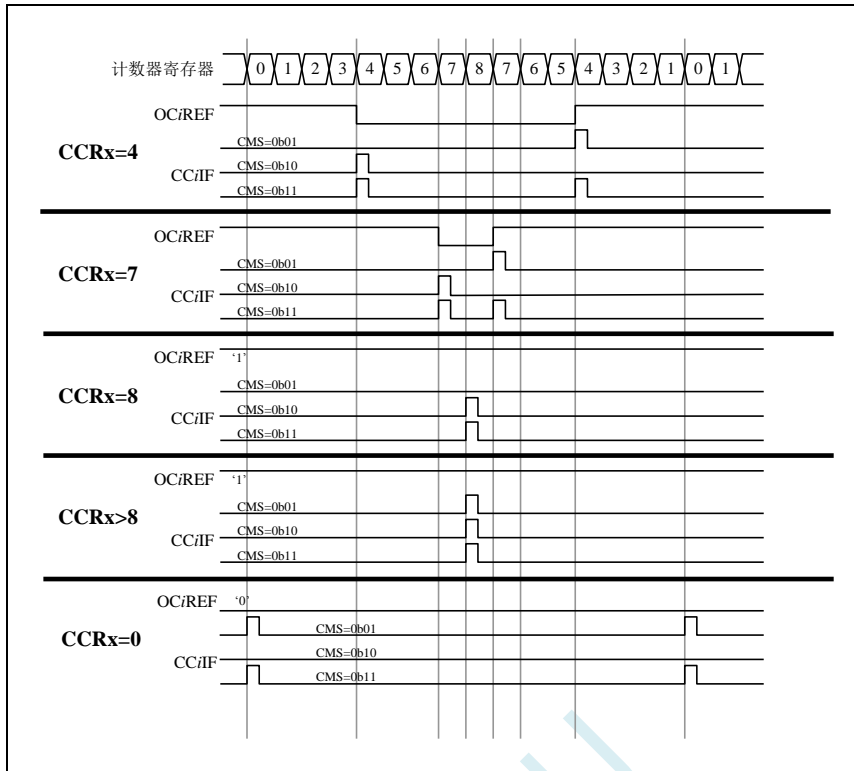 计数器寄存器 0 1 2 3 4 5 6 7 8 7 6 5 4 3 2 1 0 1
OCiREF
CMS=0b01
CCRx=4
CMS=0b10
CCiIF
CMS=0b11
OCiREF
CMS=0b01
CCRx=7
CMS=0b10
CCiIF
CMS=0b11
OCiREF ‘1’
CMS=0b01
CCRx=8
CMS=0b10
CCiIF
CMS=0b11
OCiREF ‘1’
CMS=0b01
CCRx>8
CMS=0b10
CCiIF
CMS=0b11
OCiREF ‘0’
CMS=0b01
CCRx=0
CMS=0b10
CCiIF
CMS=0b11